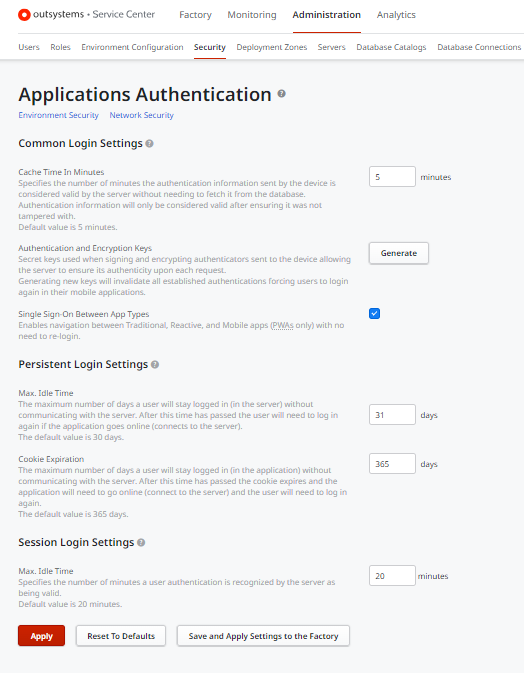 outsystems • Service Center
Factory
Monitoring
Administration
Analytics
Users
Roles
Environment Configuration
Security
Deployment Zones
Servers
Database Catalogs
Database Connections
Applications Authentication ?
Environment Security
Network Security
Common Login Settings ?
Cache Time In Minutes
Specifies the number of minutes the authentication information sent by the device is
considered valid by the server without needing to fetch it from the database.
Authentication information will only be considered valid after ensuring it was not
tampered with.
Default value is 5 minutes.
5 minutes
Authentication and Encryption Keys
Secret keys used when signing and encrypting authenticators sent to the device allowing
the server to ensure its authenticity upon each request.
Generating new keys will invalidate all established authentications forcing users to login
again in their mobile applications.
Generate
Single Sign-On Between App Types
Enables navigation between Traditional, Reactive, and Mobile apps (PWAs only) with no
need to re-login.
Persistent Login Settings ?
Max. Idle Time
The maximum number of days a user will stay logged in (in the server) without
communicating with the server. After this time has passed the user will need to log in
again if the application goes online (connects to the server).
The default value is 30 days.
31 days
Cookie Expiration
The maximum number of days a user will stay logged in (in the application) without
communicating with the server. After this time has passed the cookie expires and the
application will need to go online (connect to the server) and the user will need to log in
again.
The default value is 365 days.
365 days
Session Login Settings ?
Max. Idle Time
Specifies the number of minutes a user authentication is recognized by the server as
being valid.
Default value is 20 minutes.
20 minutes
Apply
Reset To Defaults
Save and Apply Settings to the Factory